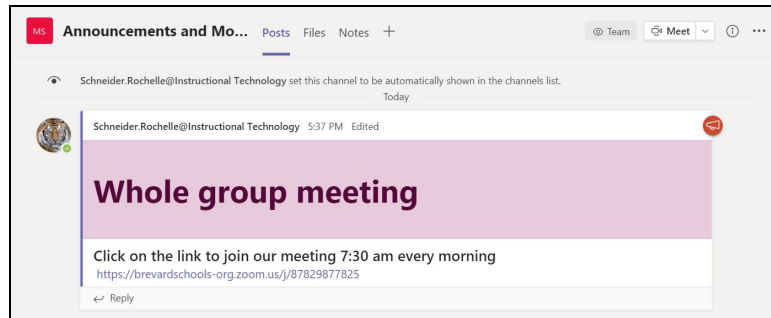 MS Announcements and Mo... Posts Files Notes + Team Meet
Schneider.Rochelle@Instructional Technology set this channel to be automatically shown in the channels list.
Today
Schneider.Rochelle@Instructional Technology 5:37 PM Edited
Whole group meeting
Click on the link to join our meeting 7:30 am every morning
https://brevardschools-org.zoom.us/j/87829877825
Reply